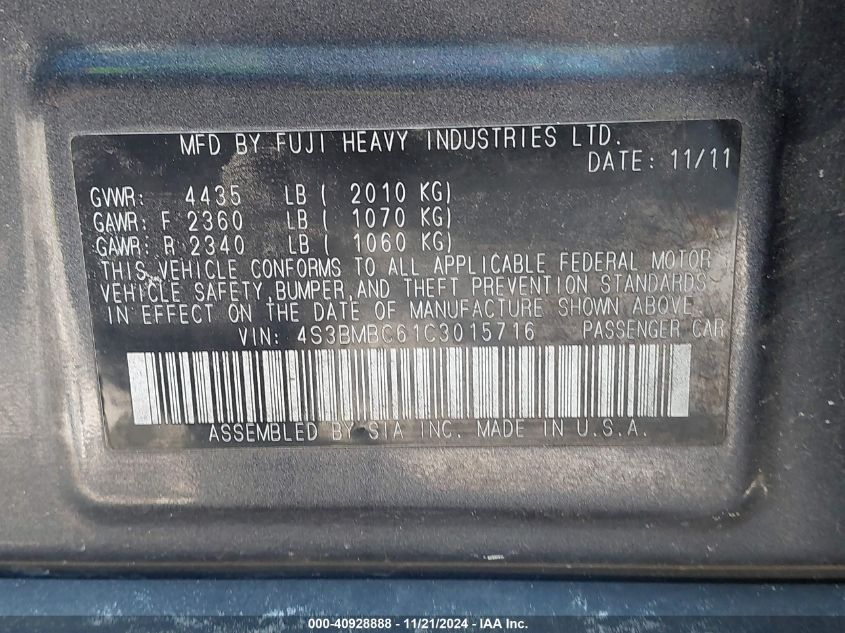 MFD BY FUJI HEAVY INDUSTRIES LTD.
DATE: 11/11
GVWR: 4435 LB ( 2010 KG)
GAWR: F 2360 LB ( 1070 KG)
GAWR: R 2340 LB ( 1060 KG)
THIS VEHICLE CONFORMS TO ALL APPLICABLE FEDERAL MOTOR
VEHICLE SAFETY,BUMPER,AND THEFT PREVENTION STANDARDS
IN EFFECT ON THE DATE OF MANUFACTURE SHOWN ABOVE
VIN: 4S3BMBC61C3015716 PASSENGER CAR
ASSEMBLED BY SIA INC. MADE IN U.S.A.
000-40928888 - 11/21/2024 - IAA Inc.